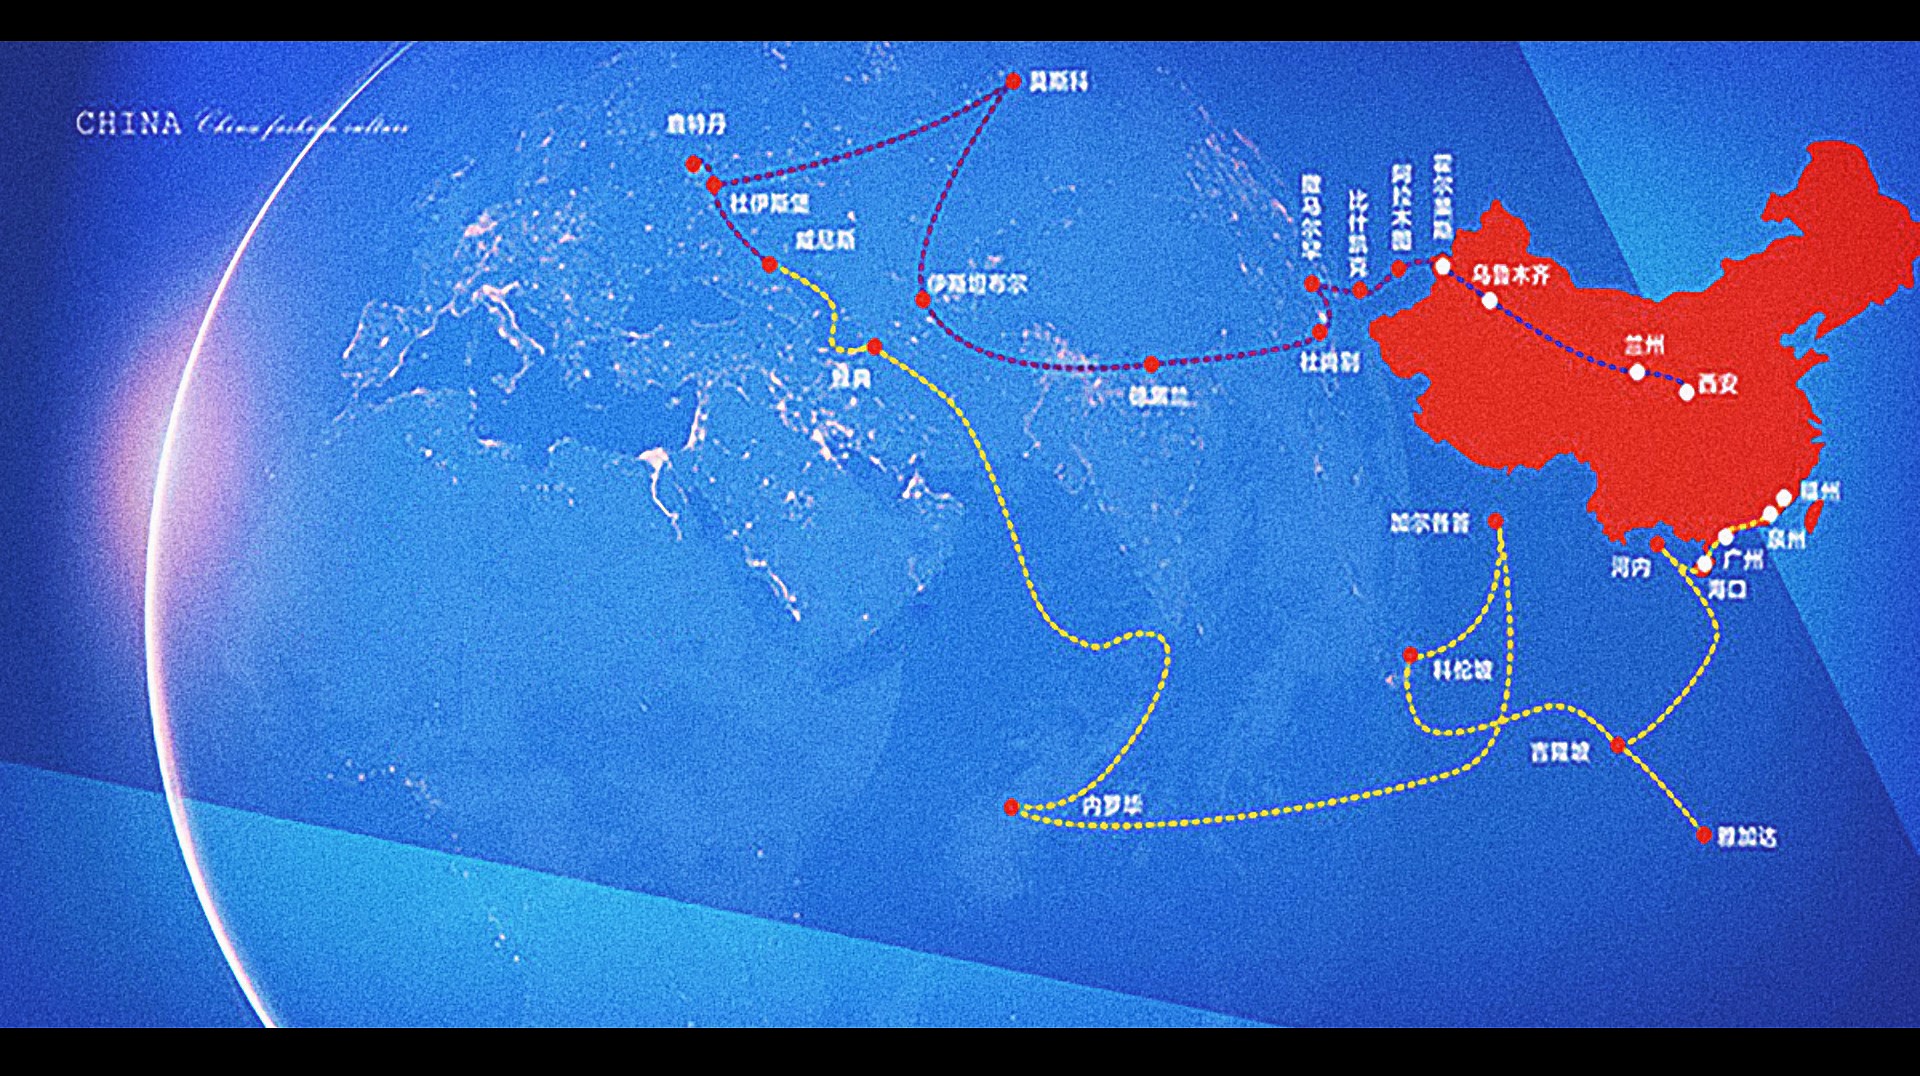 CHINA China fashion culture
莫斯科
鹿特丹
杜伊斯堡
威尼斯
伊斯坦布尔
雅典
德黑兰
杜尚别
撒马尔罕
比什凯克
阿拉木图
霍尔果斯
乌鲁木齐
兰州
西安
福州
泉州
广州
海口
河内
加尔各答
科伦坡
吉隆坡
内罗毕
雅加达